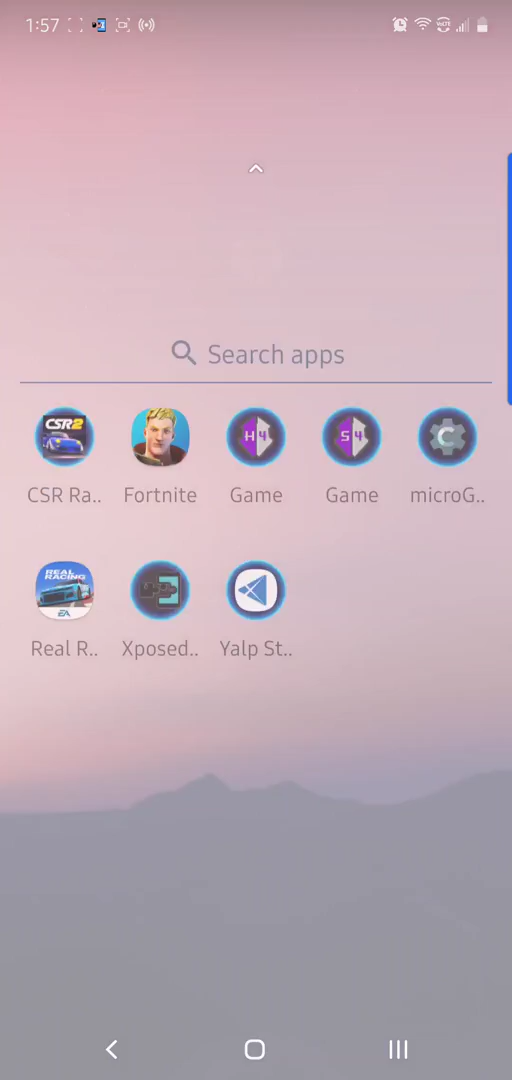 1:57
VoLTE
Search apps
CSR2
H4
S4
C
CSR Ra..
Fortnite
Game
Game
microG..
REAL
RACING
EA
Real R..
Xposed..
Yalp St..